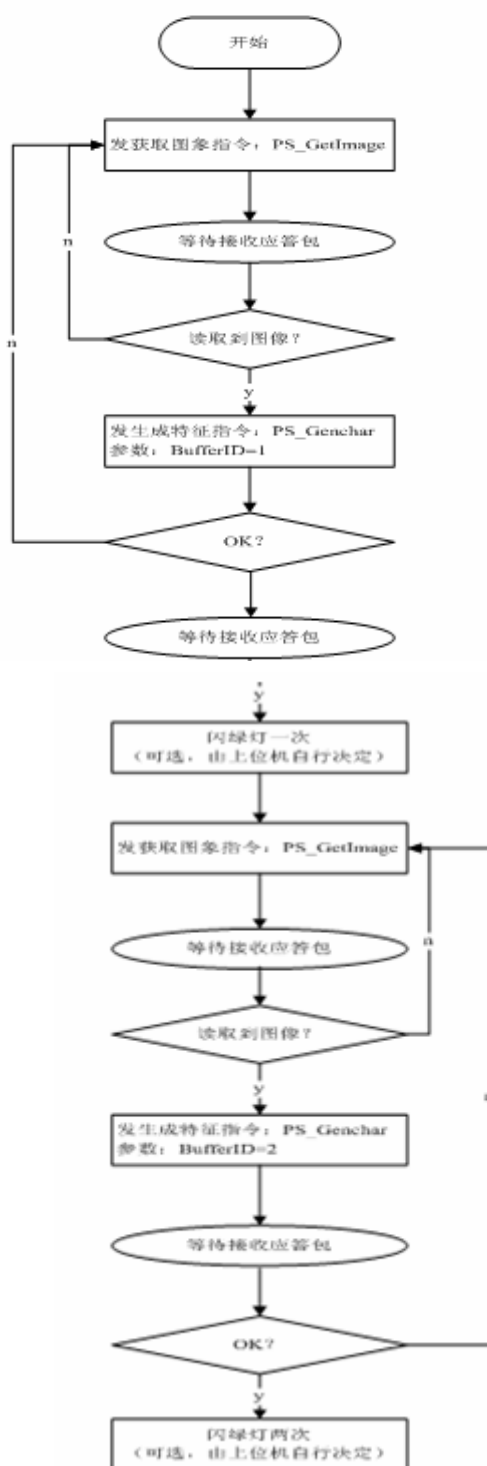 开始
发获取图象指令：PS_GetImage
n
等待接收应答包
n
读取到图像？
y
发生成特征指令：PS_Genchar
参数：BufferID=1
OK？
等待接收应答包
y
闪绿灯一次
（可选，由上位机自行决定）
发获取图象指令：PS_GetImage
n
等待接收应答包
读取到图像？
y
发生成特征指令：PS_Genchar
参数：BufferID=2
等待接收应答包
OK？
y
闪绿灯两次
（可选，由上位机自行决定）